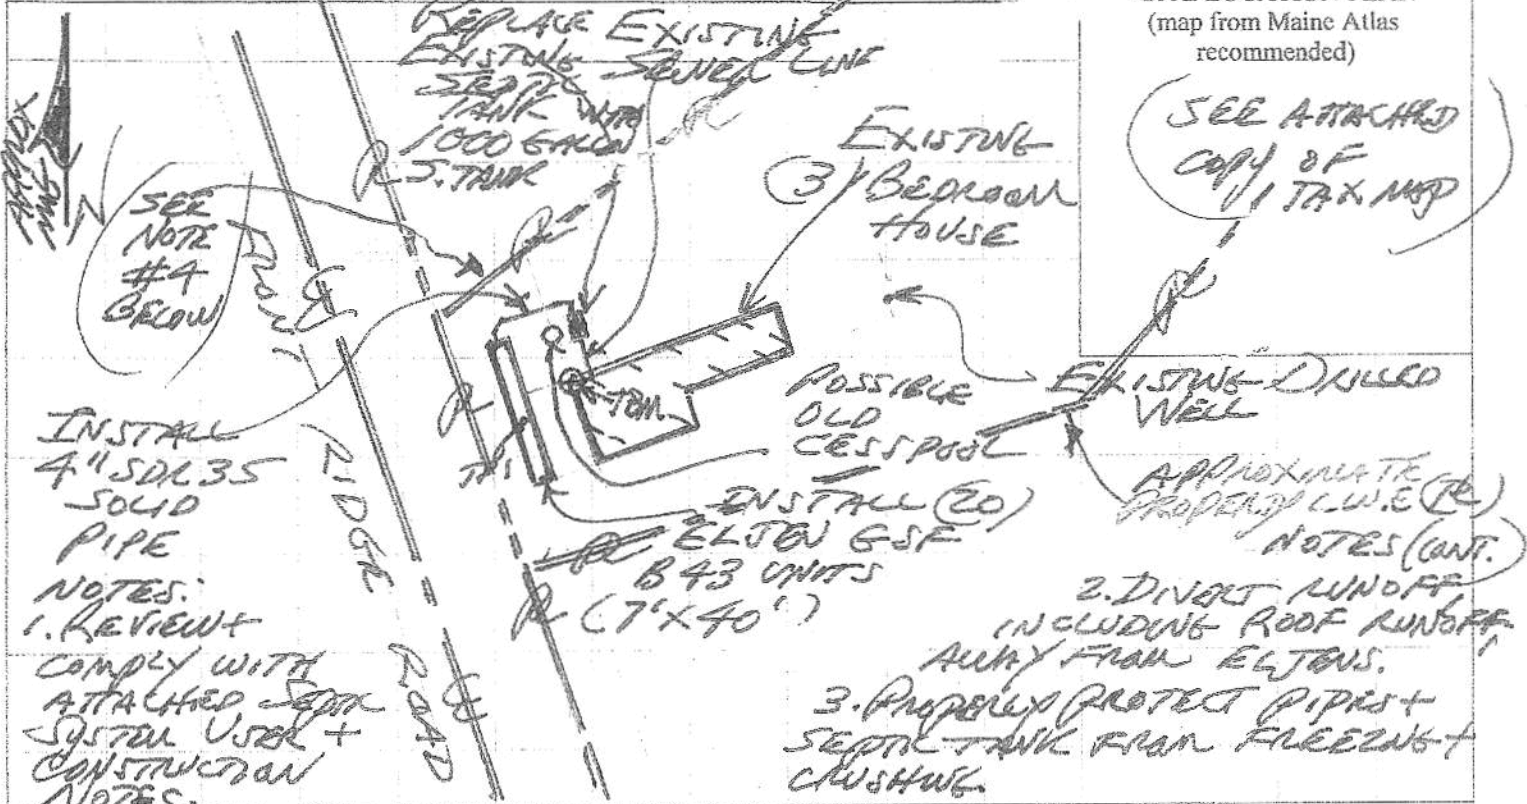 (map from Maine Atlas
recommended)
SEE ATTACHED
COPY OF
TAX MAP
REPLACE EXISTING
EXISTING SEWER LINE
SEPTIC
TANK WITH
1000 GALLON
S. TANK
EXISTING
(3) BEDROOM
HOUSE
SEE
NOTE
#4
BELOW
INSTALL
4" SDR35
SOLID
PIPE
RIDGE
ROAD
TBM
POSSIBLE
OLD
CESSPOOL
EXISTING DRILLED
WELL
APPROXIMATE
PROPERTY LINE (PL)
INSTALL (20)
ELJEN GSF
B43 UNITS
(7'X40')
NOTES:
1. REVIEW +
COMPLY WITH
ATTACHED SEPTIC
SYSTEM USER +
CONSTRUCTION
NOTES.
NOTES (CONT.)
2. DIVERT RUNOFF,
INCLUDING ROOF RUNOFF,
AWAY FROM ELJENS.
3. PROPERLY PROTECT PIPES +
SEPTIC TANK FROM FREEZING +
CRUSHING.